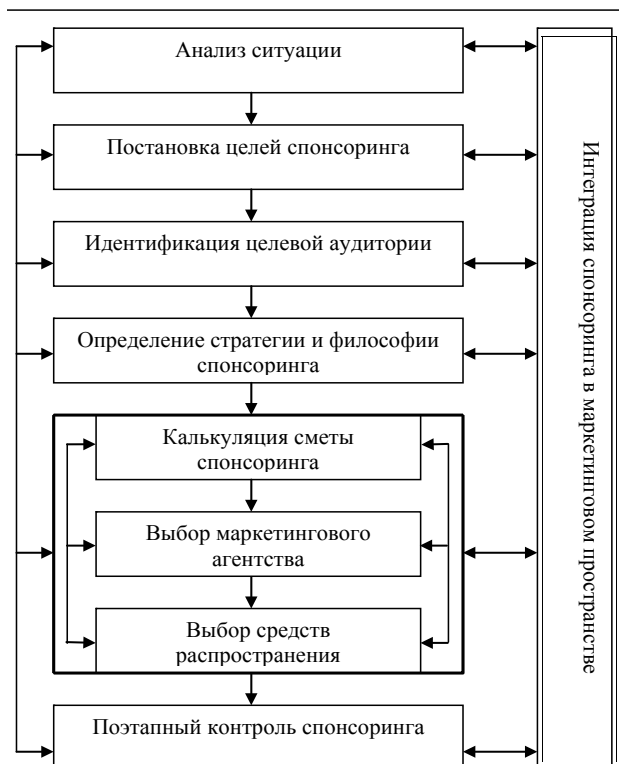 Анализ ситуации
Постановка целей спонсоринга
Идентификация целевой аудитории
Определение стратегии и философии
спонсоринга
Калькуляция сметы
спонсоринга
Выбор маркетингового
агентства
Выбор средств
распространения
Поэтапный контроль спонсоринга
Интеграция спонсоринга в маркетинговом пространстве